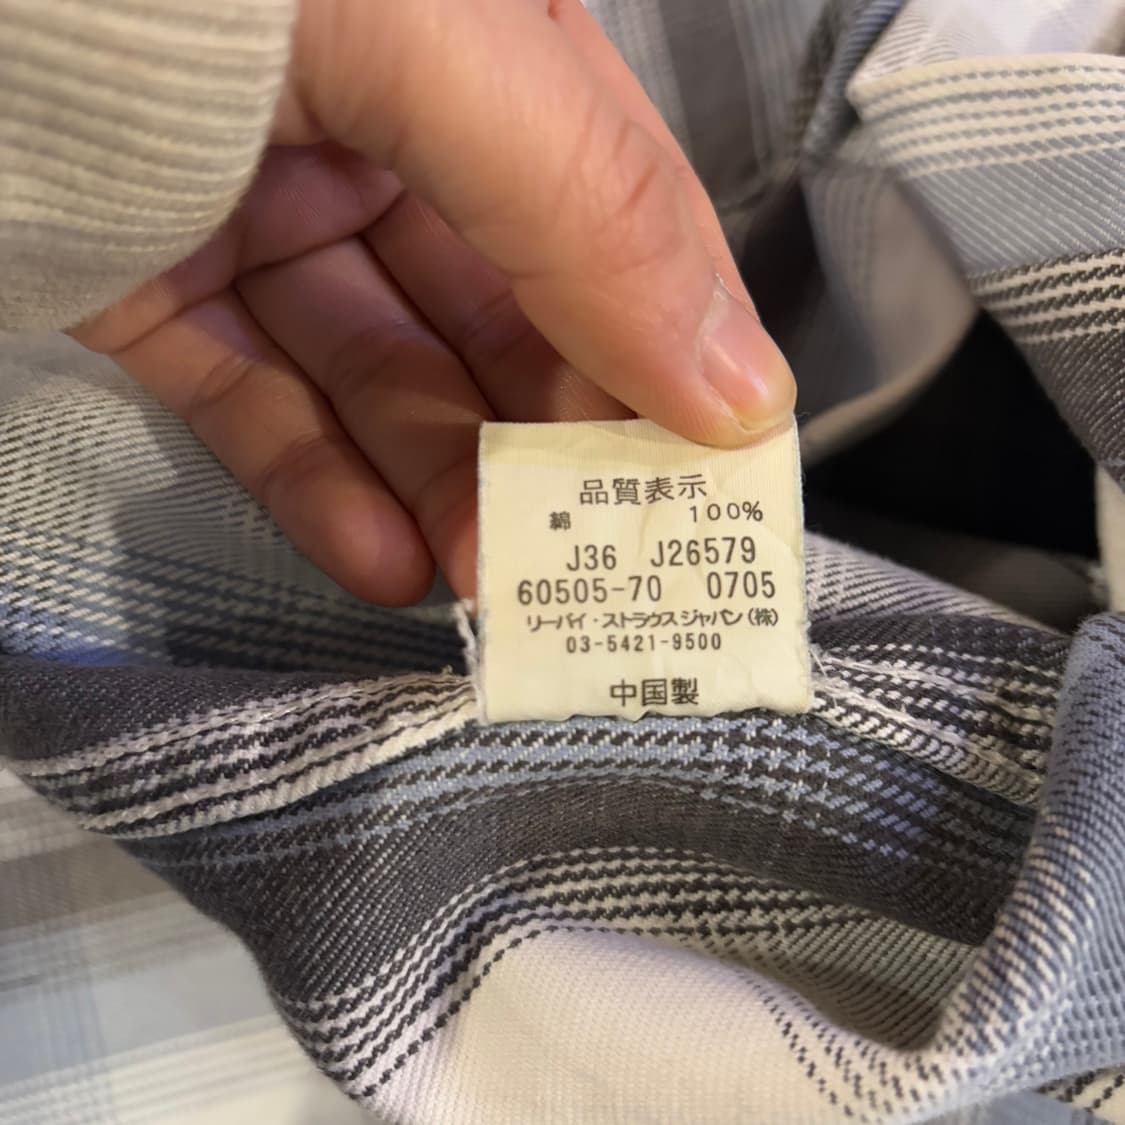 品質表示
綿 100%
J36 J26579
60505-70 0705
リーバイ・ストラウスジャパン(株)
03-5421-9500
中国製